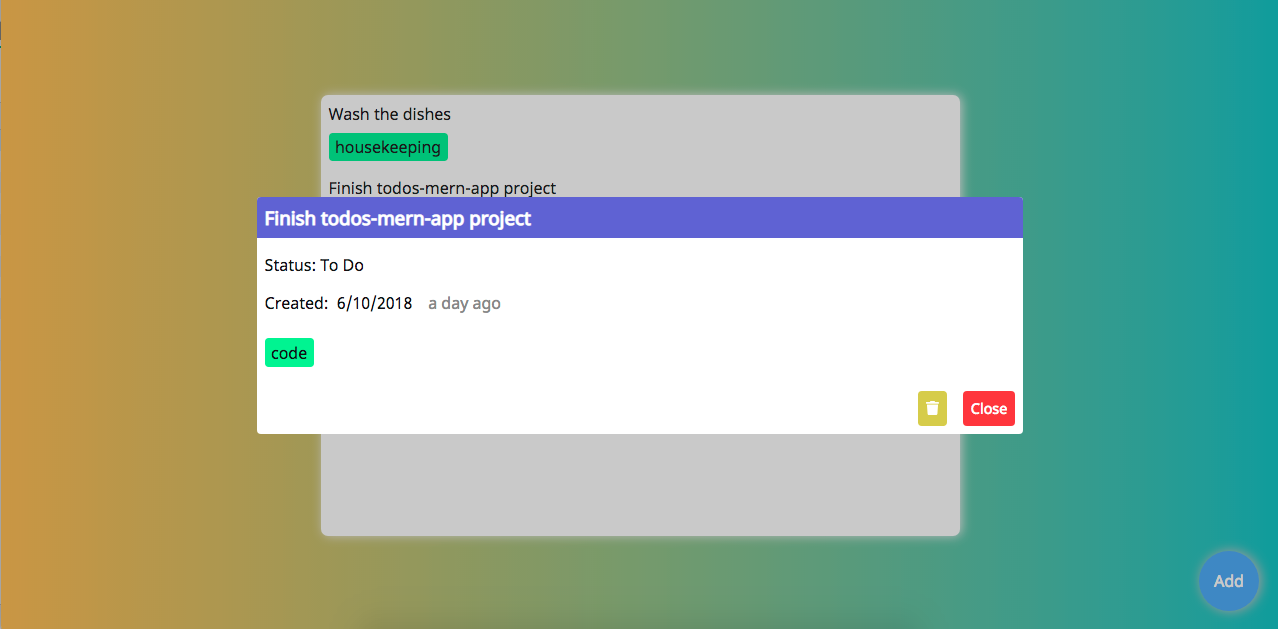 Wash the dishes
housekeeping
Finish todos-mern-app project
Finish todos-mern-app project
Status: To Do
Created: 6/10/2018 a day ago
code
Close
Add